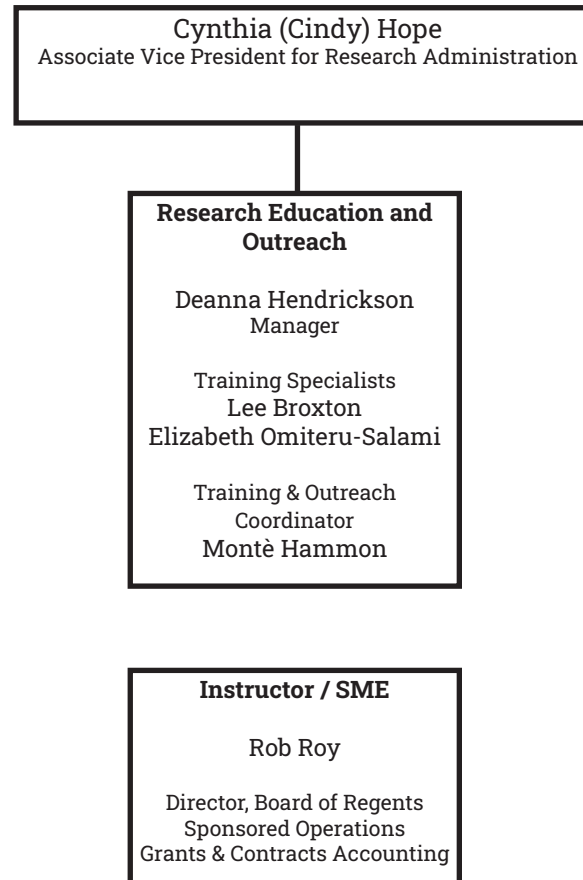 Cynthia (Cindy) Hope
Associate Vice President for Research Administration
Research Education and
Outreach
Deanna Hendrickson
Manager
Training Specialists
Lee Broxton
Elizabeth Omiteru-Salami
Training & Outreach
Coordinator
Montè Hammon
Instructor / SME
Rob Roy
Director, Board of Regents
Sponsored Operations
Grants & Contracts Accounting